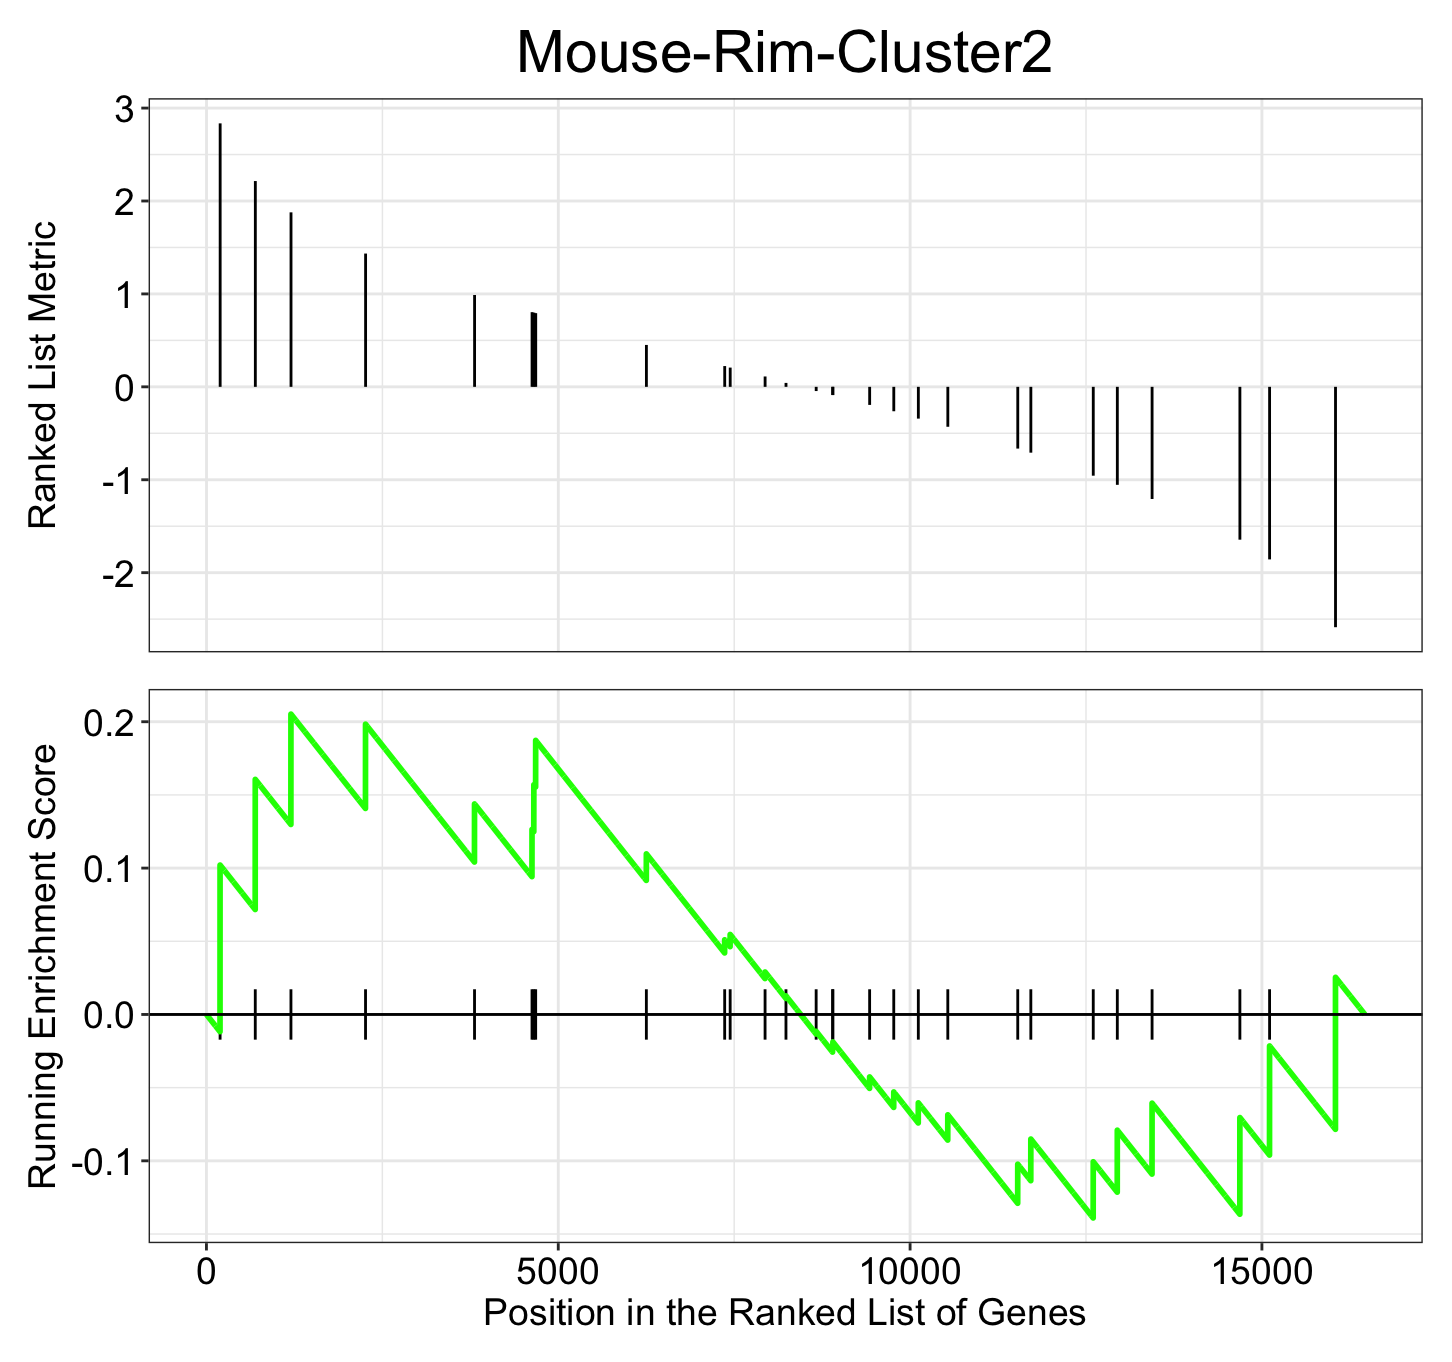 Mouse-Rim-Cluster2
Ranked List Metric
3
2
1
0
-1
-2
Running Enrichment Score
0.2
0.1
0.0
-0.1
0 5000 10000 15000
Position in the Ranked List of Genes